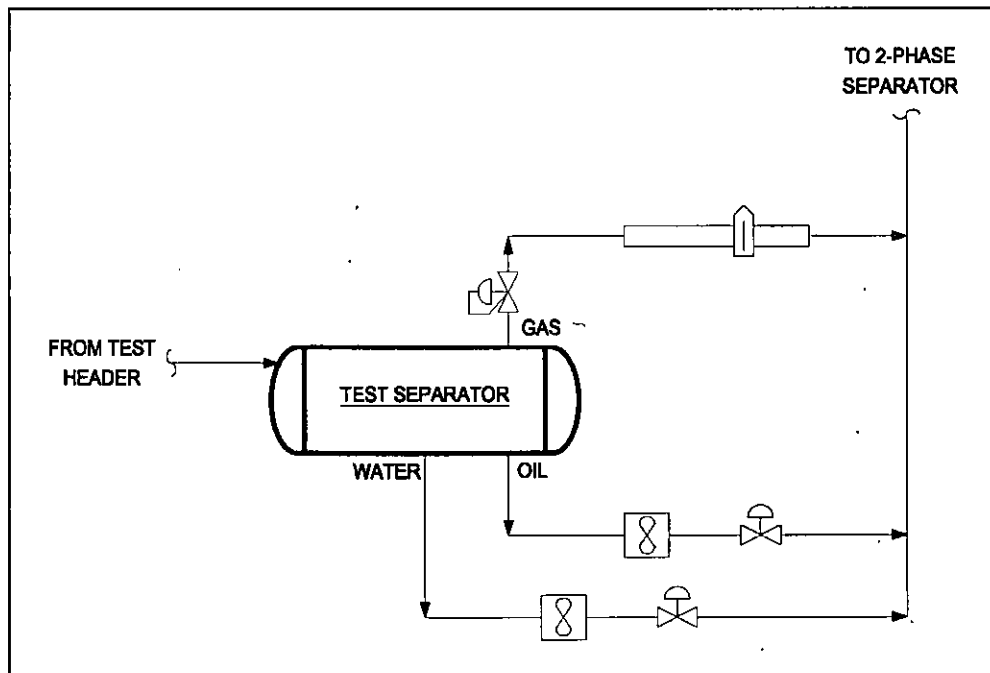 TO 2-PHASE
SEPARATOR
GAS
FROM TEST
HEADER
TEST SEPARATOR
WATER
OIL